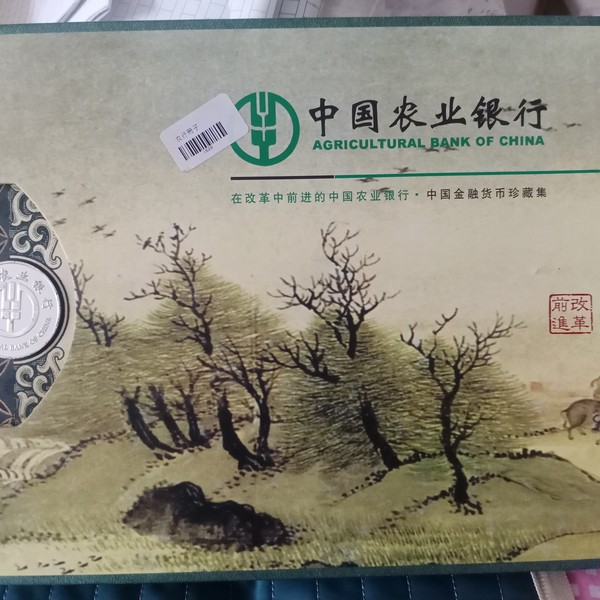 中国农业银行
AGRICULTURAL BANK OF CHINA
在改革中前进的中国农业银行·中国金融货币珍藏集
改革
前進